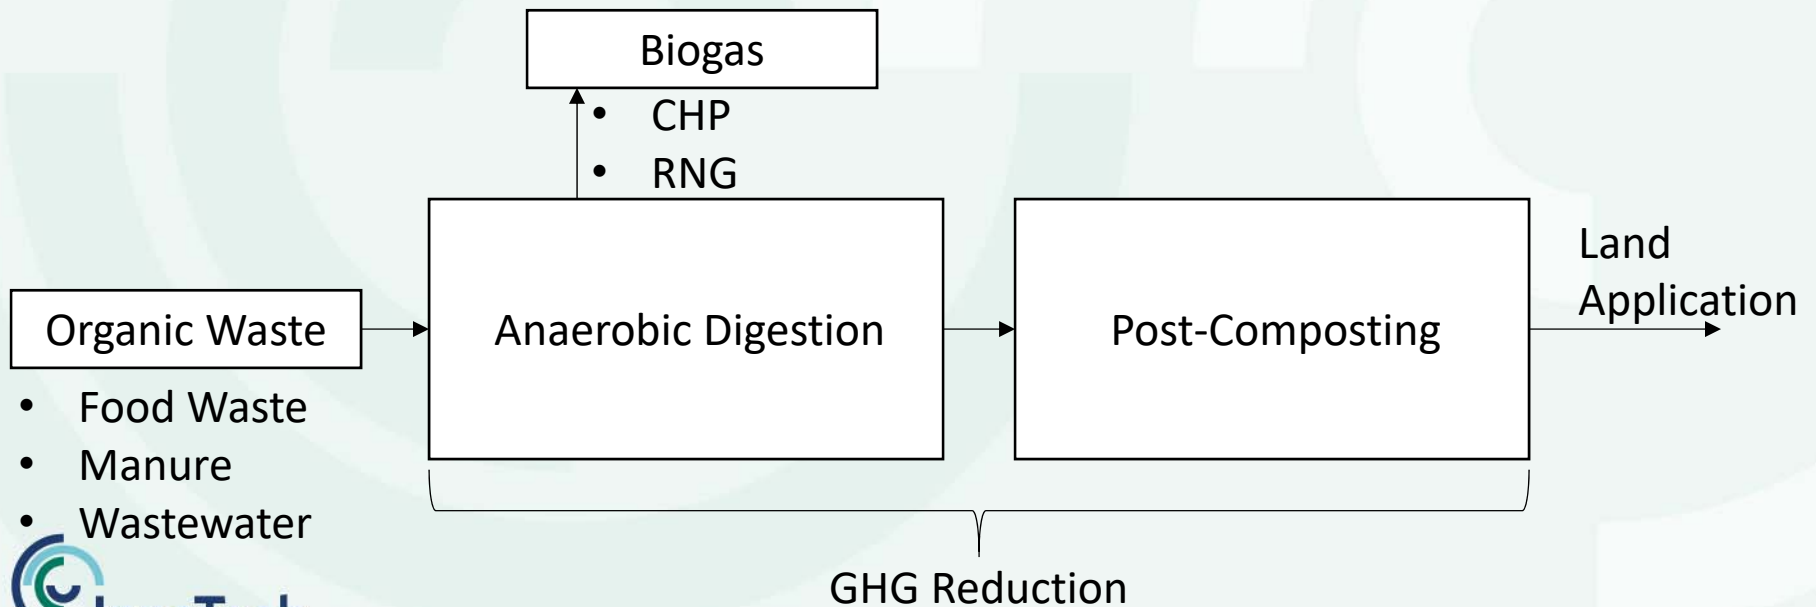 Biogas
• CHP
• RNG
Land
Application
Organic Waste
Anaerobic Digestion
Post-Composting
• Food Waste
• Manure
• Wastewater
GHG Reduction